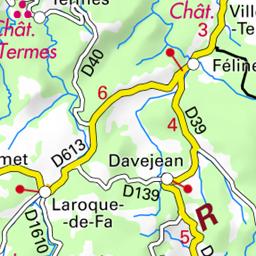 Termes
Chât.
Ville
-Te
3
Chât.
Termes
D40
Féline
6
4
D39
met
D613
Davejean
D139
Laroque-
-de-Fa
D1610
R
5
D